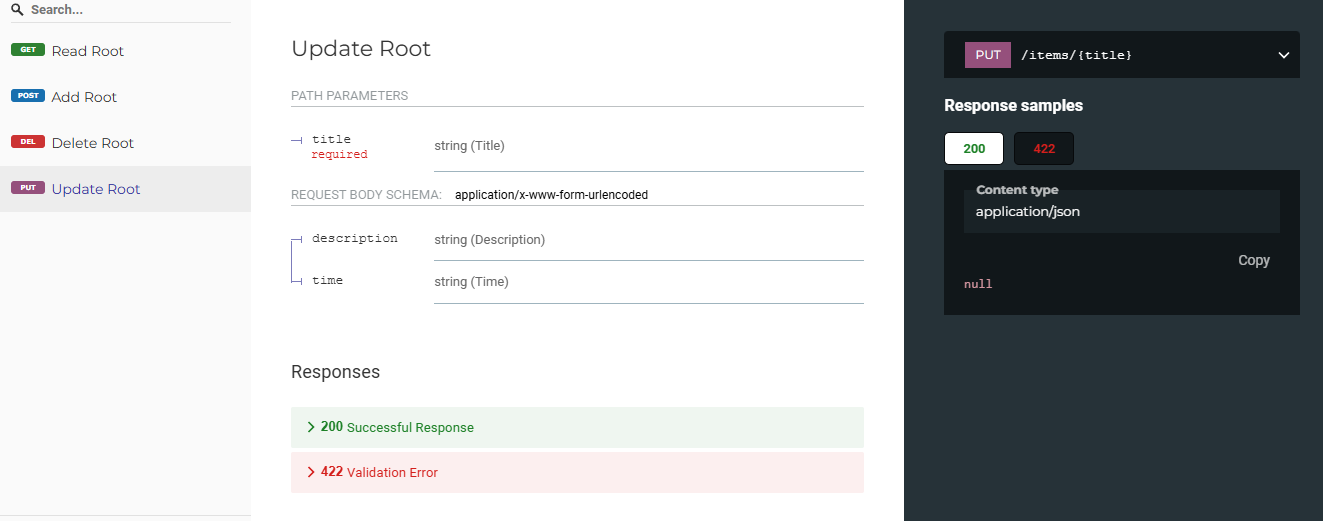 Search...
GET Read Root
POST Add Root
DEL Delete Root
PUT Update Root
Update Root
PATH PARAMETERS
title
required
string (Title)
REQUEST BODY SCHEMA: application/x-www-form-urlencoded
description string (Description)
time string (Time)
Responses
200 Successful Response
422 Validation Error
PUT /items/{title}
Response samples
200 422
Content type
application/json
Copy
null